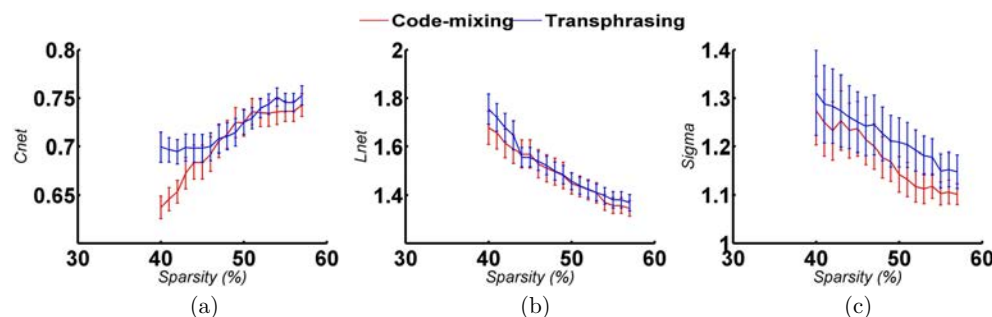 Code-mixing Transphrasing
0.8
0.75
0.7
0.65
Cnet
30 40 50 60
Sparsity (%)
(a)
2
1.8
1.6
1.4
Lnet
30 40 50 60
Sparsity (%)
(b)
1.4
1.3
1.2
1.1
1
Sigma
30 40 50 60
Sparsity (%)
(c)